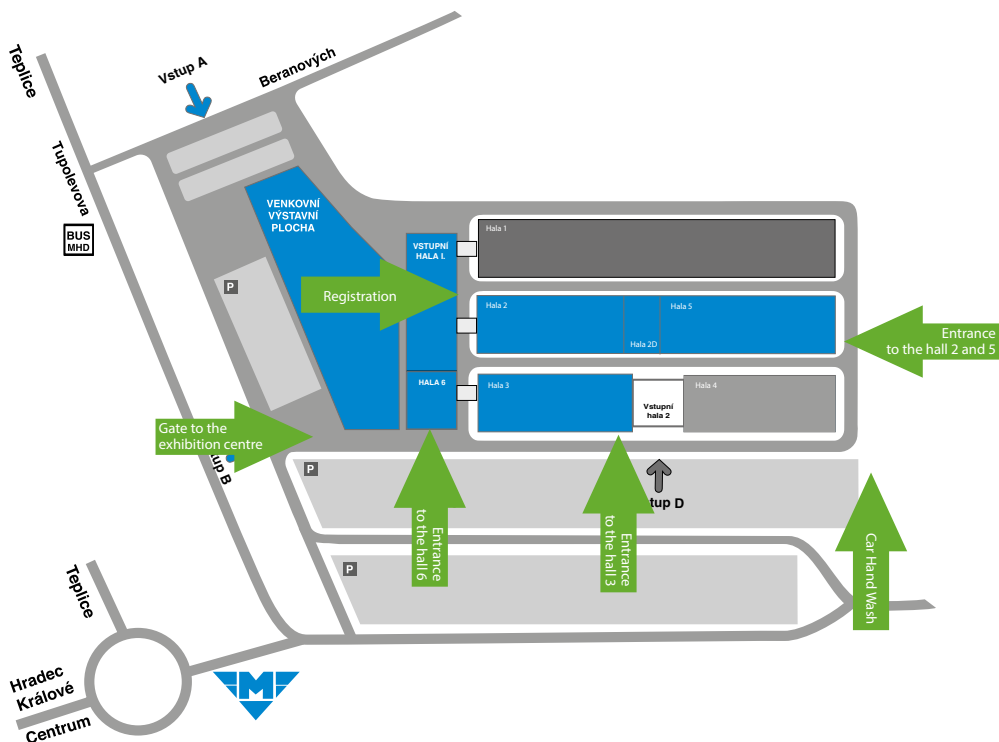 Teplice
Vstup A
Beranových
Tupolevova
BUS
MHD
VENKOVNÍ
VÝSTAVNÍ
PLOCHA
VSTUPNÍ
HALA I.
Hala 1
P
Registration
Hala 2
Hala 5
Hala 2D
Entrance
to the hall 2 and 5
HALA 6
Hala 3
Vstupní
hala 2
Hala 4
Gate to the
exhibition centre
tup B
P
tup D
Entrance
to the hall 6
Entrance
to the hall 3
Car Hand Wash
P
Teplice
Hradec
Králové
Centrum
M